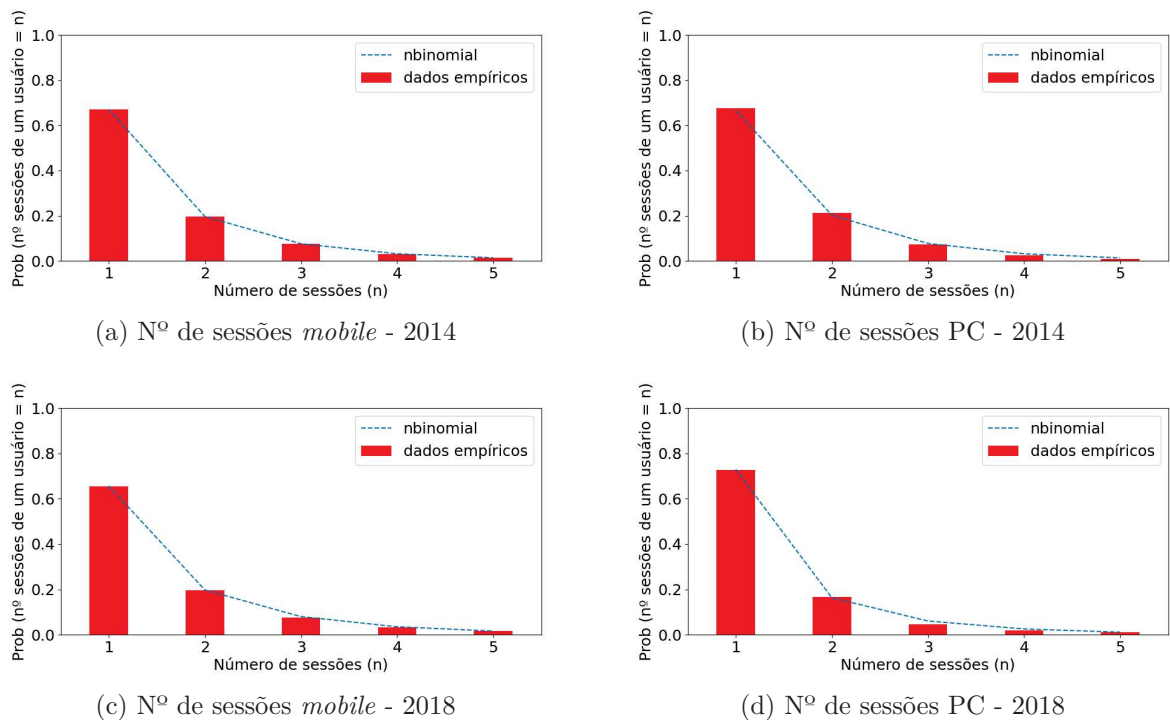 Prob (nº sessões de um usuário = n)
1.0
0.8
0.6
0.4
0.2
0.0
nbinomial
dados empíricos
1 2 3 4 5
Número de sessões (n)
(a) Nº de sessões mobile - 2014
Prob (nº sessões de um usuário = n)
1.0
0.8
0.6
0.4
0.2
0.0
nbinomial
dados empíricos
1 2 3 4 5
Número de sessões (n)
(b) Nº de sessões PC - 2014
Prob (nº sessões de um usuário = n)
1.0
0.8
0.6
0.4
0.2
0.0
nbinomial
dados empíricos
1 2 3 4 5
Número de sessões (n)
(c) Nº de sessões mobile - 2018
Prob (nº sessões de um usuário = n)
1.0
0.8
0.6
0.4
0.2
0.0
nbinomial
dados empíricos
1 2 3 4 5
Número de sessões (n)
(d) Nº de sessões PC - 2018